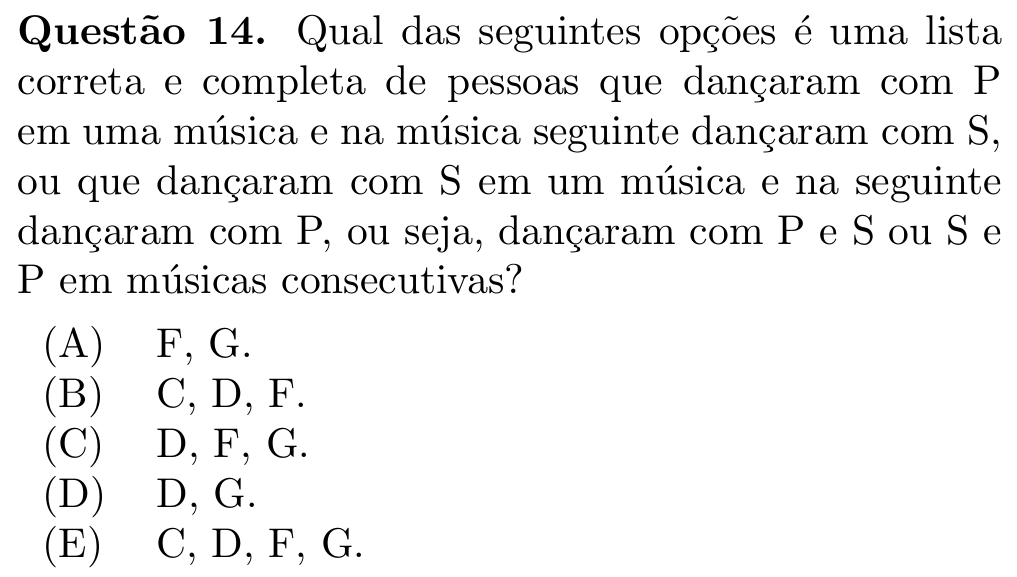 Questão 14. Qual das seguintes opções é uma lista
correta e completa de pessoas que dançaram com P
em uma música e na música seguinte dançaram com S,
ou que dançaram com S em um música e na seguinte
dançaram com P, ou seja, dançaram com P e S ou S e
P em músicas consecutivas?
(A) F, G.
(B) C, D, F.
(C) D, F, G.
(D) D, G.
(E) C, D, F, G.